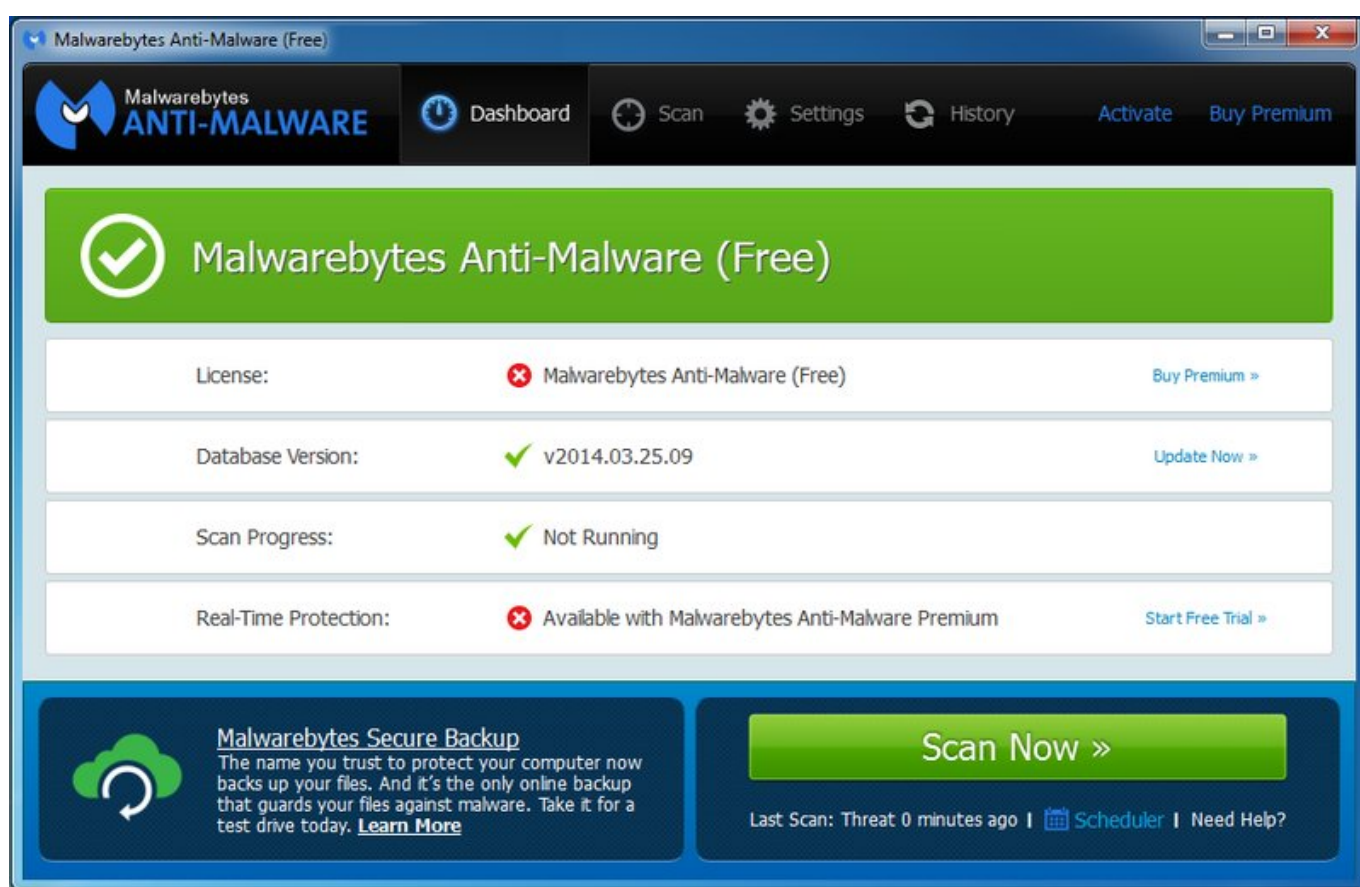 Malwarebytes Anti-Malware (Free)
Malwarebytes
ANTI-MALWARE
Dashboard
Scan
Settings
History
Activate
Buy Premium
Malwarebytes Anti-Malware (Free)
License: Malwarebytes Anti-Malware (Free) Buy Premium »
Database Version: v2014.03.25.09 Update Now »
Scan Progress: Not Running
Real-Time Protection: Available with Malwarebytes Anti-Malware Premium Start Free Trial »
Malwarebytes Secure Backup
The name you trust to protect your computer now
backs up your files. And it's the only online backup
that guards your files against malware. Take it for a
test drive today. Learn More
Scan Now »
Last Scan: Threat 0 minutes ago | Scheduler | Need Help?